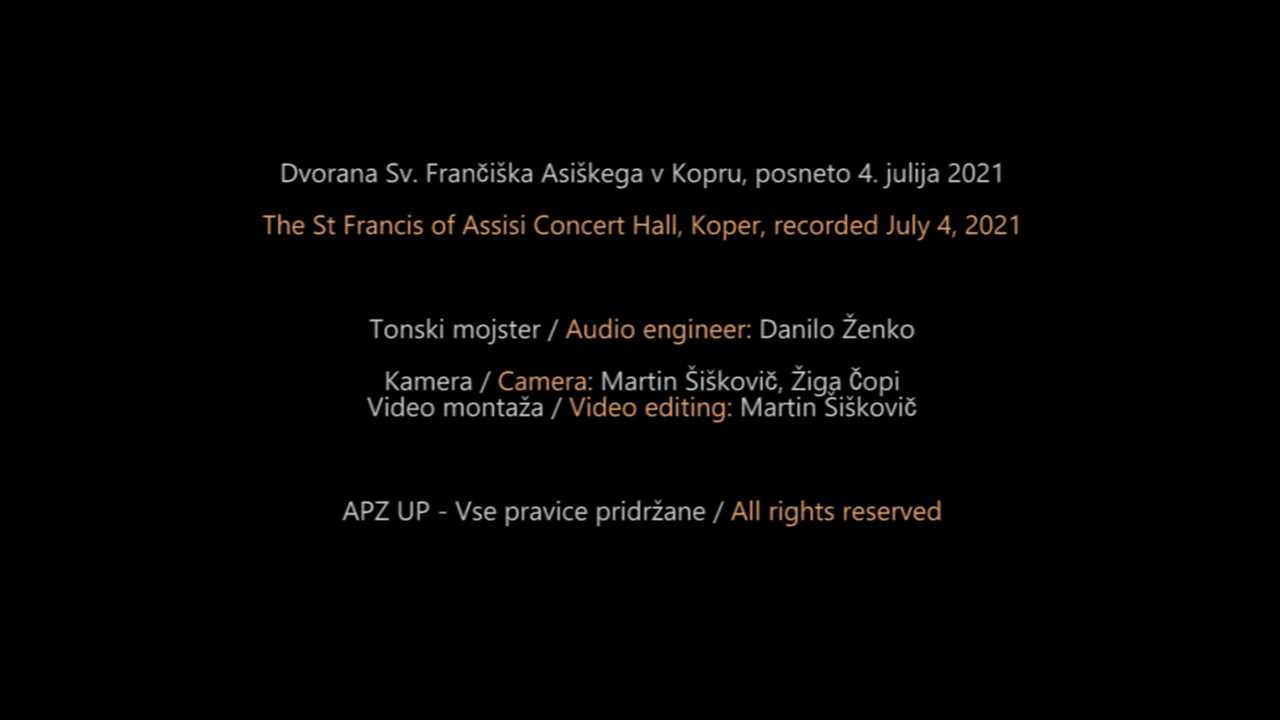 Dvorana Sv. Frančiška Asiškega v Kopru, posneto 4. julija 2021
The St Francis of Assisi Concert Hall, Koper, recorded July 4, 2021
Tonski mojster / Audio engineer: Danilo Ženko
Kamera / Camera: Martin Šiškovič, Žiga Čopi
Video montaža / Video editing: Martin Šiškovič
APZ UP - Vse pravice pridržane / All rights reserved